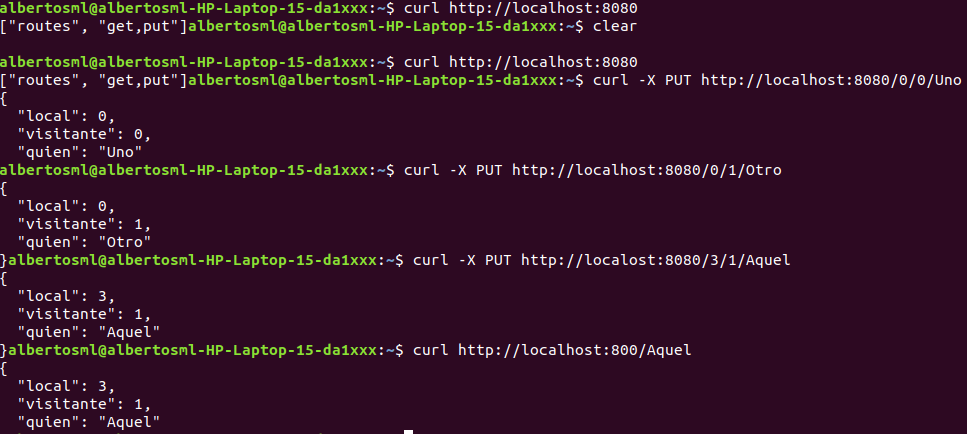 albertosml@albertosml-HP-Laptop-15-da1xxx:~$ curl http://localhost:8080
["routes", "get,put"]albertosml@albertosml-HP-Laptop-15-da1xxx:~$ clear
albertosml@albertosml-HP-Laptop-15-da1xxx:~$ curl http://localhost:8080
["routes", "get,put"]albertosml@albertosml-HP-Laptop-15-da1xxx:~$ curl -X PUT http://localhost:8080/0/0/Uno
{
  "local": 0,
  "visitante": 0,
  "quien": "Uno"
albertosml@albertosml-HP-Laptop-15-da1xxx:~$ curl -X PUT http://localhost:8080/0/1/Otro
{
  "local": 0,
  "visitante": 1,
  "quien": "Otro"
}albertosml@albertosml-HP-Laptop-15-da1xxx:~$ curl -X PUT http://localost:8080/3/1/Aquel
{
  "local": 3,
  "visitante": 1,
  "quien": "Aquel"
}albertosml@albertosml-HP-Laptop-15-da1xxx:~$ curl http://localhost:800/Aquel
{
  "local": 3,
  "visitante": 1,
  "quien": "Aquel"